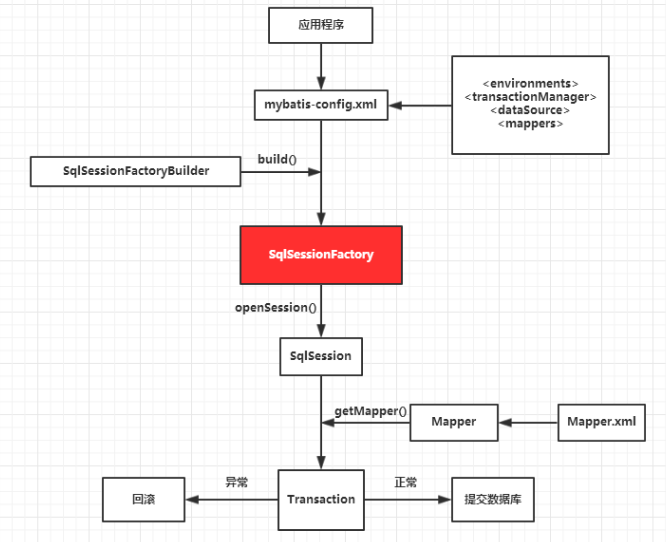 应用程序
mybatis-config.xml
<environments>
<transactionManager>
<dataSource>
<mappers>
SqlSessionFactoryBuilder
build()
SqlSessionFactory
openSession()
SqlSession
getMapper()
Mapper
Mapper.xml
回滚
异常
Transaction
正常
提交数据库